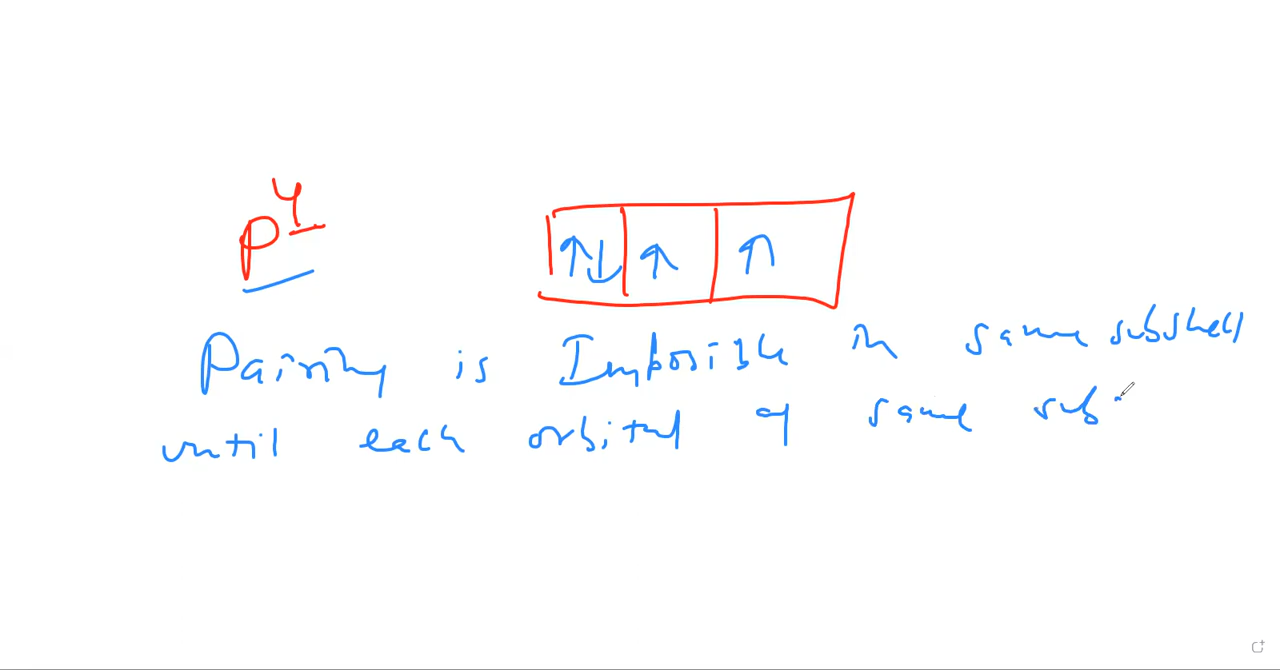 p⁴
↑↓ ↑ ↑
Pairing is Impossible in same subshell
until each orbital of same sub